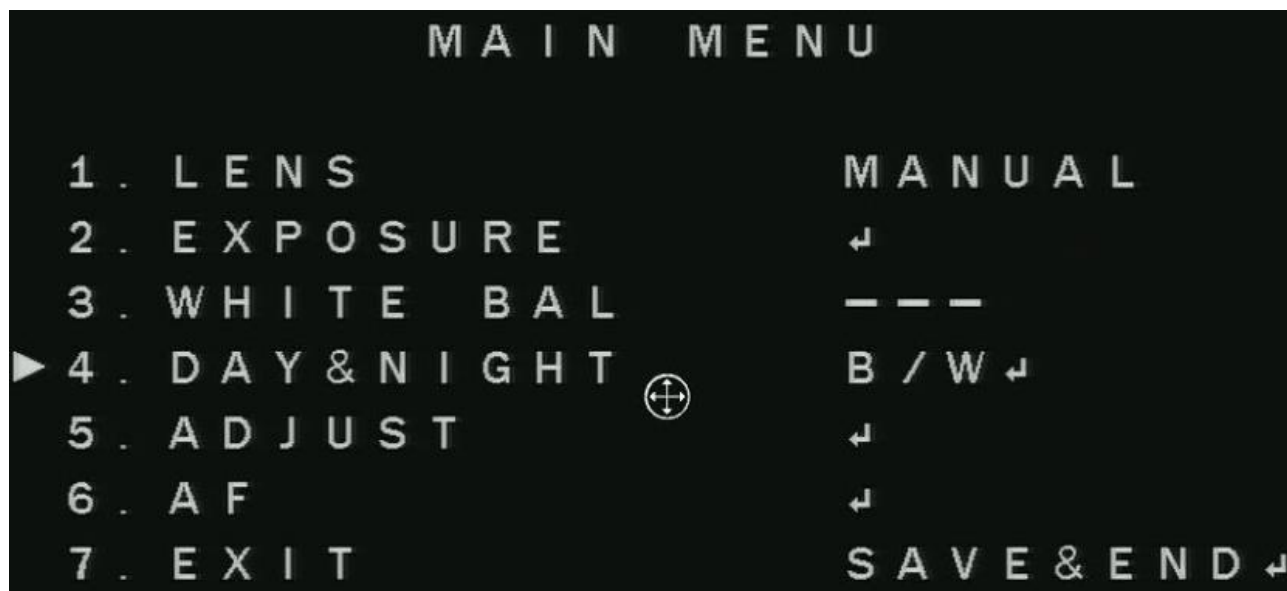 MAIN MENU
1. LENS MANUAL
2. EXPOSURE ↵
3. WHITE BAL ---
4. DAY&NIGHT B/W↵
5. ADJUST ↵
6. AF ↵
7. EXIT SAVE&END↵